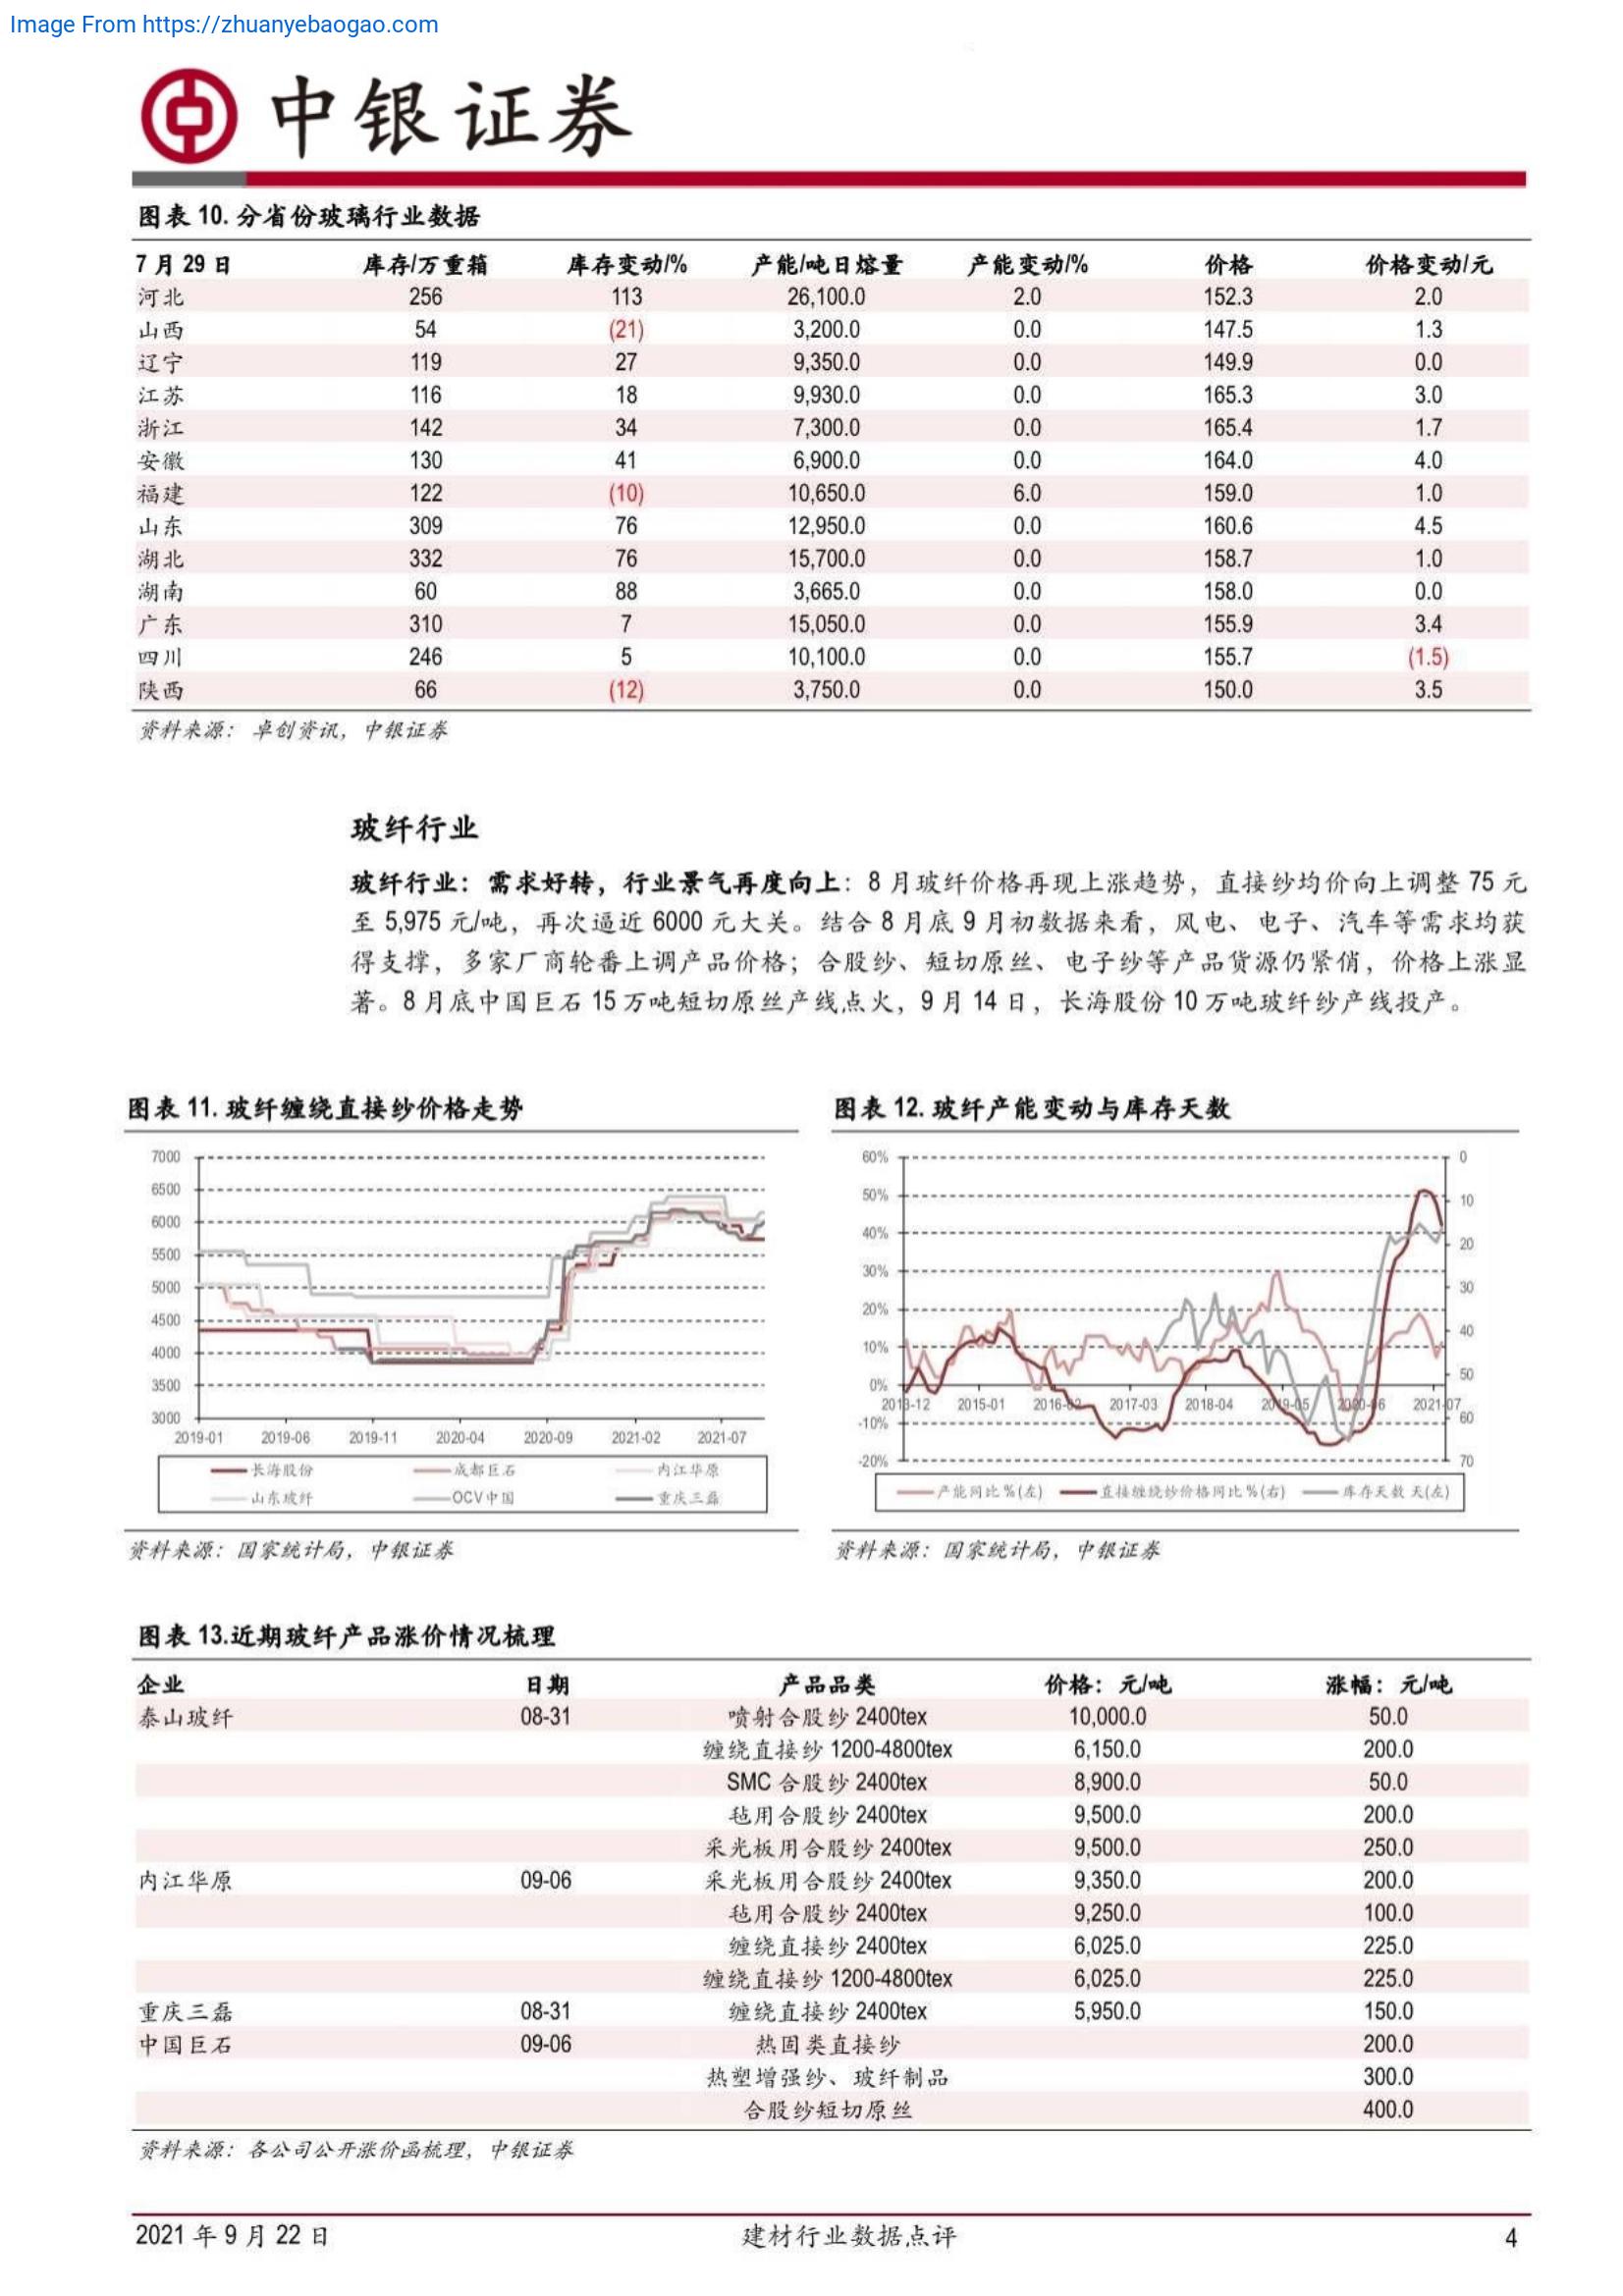 Image From https://zhuanyebaogao.com
中银证券
图表 10. 分省份玻璃行业数据
7 月 29 日 库存/万重箱 库存变动/% 产能/吨日熔量 产能变动/% 价格 价格变动/元
河北 256 113 26,100.0 2.0 152.3 2.0
山西 54 (21) 3,200.0 0.0 147.5 1.3
辽宁 119 27 9,350.0 0.0 149.9 0.0
江苏 116 18 9,930.0 0.0 165.3 3.0
浙江 142 34 7,300.0 0.0 165.4 1.7
安徽 130 41 6,900.0 0.0 164.0 4.0
福建 122 (10) 10,650.0 6.0 159.0 1.0
山东 309 76 12,950.0 0.0 160.6 4.5
湖北 332 76 15,700.0 0.0 158.7 1.0
湖南 60 88 3,665.0 0.0 158.0 0.0
广东 310 7 15,050.0 0.0 155.9 3.4
四川 246 5 10,100.0 0.0 155.7 (1.5)
陕西 66 (12) 3,750.0 0.0 150.0 3.5
资料来源：卓创资讯，中银证券
玻纤行业
玻纤行业：需求好转，行业景气再度向上：8 月玻纤价格再现上涨趋势，直接纱均价向上调整 75 元
至 5,975 元/吨，再次逼近 6000 元大关。结合 8 月底 9 月初数据来看，风电、电子、汽车等需求均获
得支撑，多家厂商轮番上调产品价格；合股纱、短切原丝、电子纱等产品货源仍紧俏，价格上涨显
著。8 月底中国巨石 15 万吨短切原丝产线点火，9 月 14 日，长海股份 10 万吨玻纤纱产线投产。
图表 11. 玻纤缠绕直接纱价格走势
7000
6500
6000
5500
5000
4500
4000
3500
3000
2019-01 2019-06 2019-11 2020-04 2020-09 2021-02 2021-07
长海股份 成都巨石 内江华原
山东玻纤 OCV中国 重庆三磊
资料来源：国家统计局，中银证券
图表 12. 玻纤产能变动与库存天数
60% 0
50% 10
40% 20
30% 30
20% 40
10% 50
0% 60
-10% 70
-20%
2013-12 2015-01 2016-02 2017-03 2018-04 2019-05 2020-06 2021-07
产能同比 %(左) 直接缠绕纱价格同比 %(右) 库存天数 天(左)
资料来源：国家统计局，中银证券
图表 13.近期玻纤产品涨价情况梳理
企业 日期 产品品类 价格：元/吨 涨幅：元/吨
泰山玻纤 08-31 喷射合股纱 2400tex 10,000.0 50.0
缠绕直接纱 1200-4800tex 6,150.0 200.0
SMC 合股纱 2400tex 8,900.0 50.0
毡用合股纱 2400tex 9,500.0 200.0
采光板用合股纱 2400tex 9,500.0 250.0
内江华原 09-06 采光板用合股纱 2400tex 9,350.0 200.0
毡用合股纱 2400tex 9,250.0 100.0
缠绕直接纱 2400tex 6,025.0 225.0
缠绕直接纱 1200-4800tex 6,025.0 225.0
重庆三磊 08-31 缠绕直接纱 2400tex 5,950.0 150.0
中国巨石 09-06 热固类直接纱 200.0
热塑增强纱、玻纤制品 300.0
合股纱短切原丝 400.0
资料来源：各公司公开涨价函梳理，中银证券
2021 年 9 月 22 日 建材行业数据点评 4